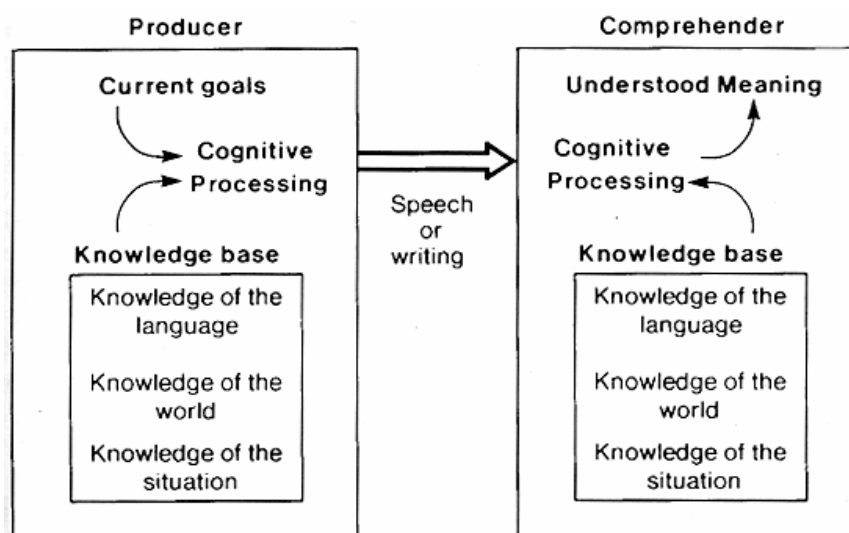 Producer
Current goals
Cognitive
Processing
Knowledge base
Knowledge of the
language
Knowledge of the
world
Knowledge of the
situation
Speech
or
writing
Comprehender
Understood Meaning
Cognitive
Processing
Knowledge base
Knowledge of the
language
Knowledge of the
world
Knowledge of the
situation